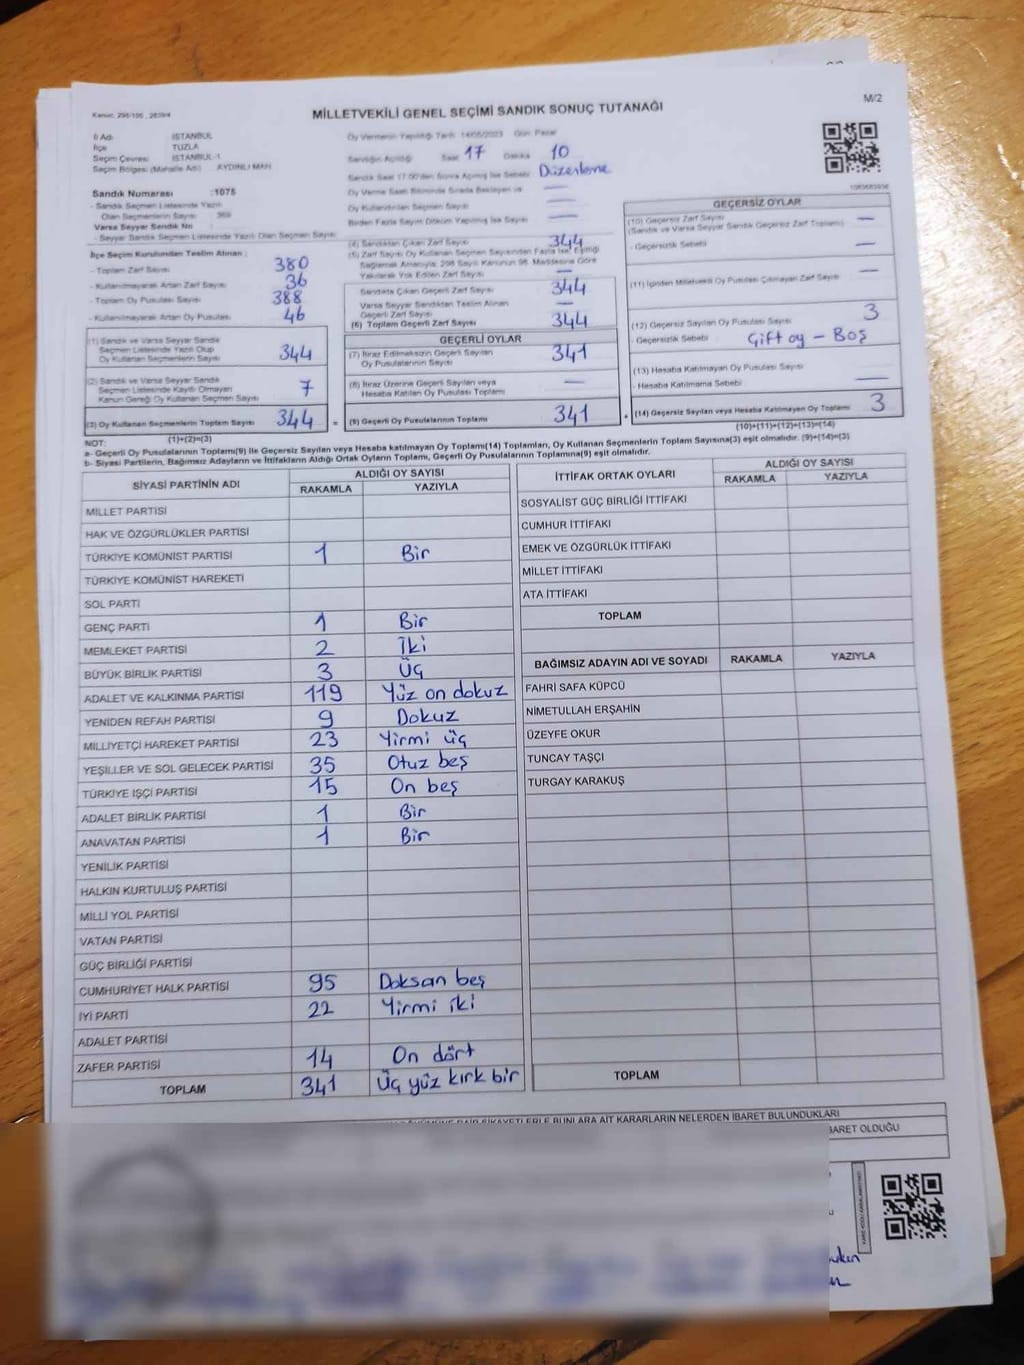 Kanun: 298/105 , 2839/4
MİLLETVEKİLİ GENEL SEÇİMİ SANDIK SONUÇ TUTANAĞI
M/2
İl Adı : İSTANBUL
İlçe : TUZLA
Seçim Çevresi : İSTANBUL-1
Seçim Bölgesi (Mahalle Adı) : AYDINLI MAH
Oy Vermenin Yapıldığı Tarih: 14/05/2023 Gün: Pazar
Sandığın Açıldığı Saat 17 Dakika 10
Sandık Saat 17:00'den Sonra Açılmış İse Sebebi Düzenleme
Oy Verme Saati Bitiminde Sırada Bekleyen ve —
Oy Kullandırılan Seçmen Sayısı —
Birden Fazla Sayım Döküm Yapılmış İse Sayısı —
Sandık Numarası :1075
- Sandık Seçmen Listesinde Yazılı
Olan Seçmenlerin Sayısı: 369
Varsa Seyyar Sandık No :
- Seyyar Sandık Seçmen Listesinde Yazılı Olan Seçmen Sayısı:
İlçe Seçim Kurulundan Teslim Alınan :
- Toplam Zarf Sayısı 380
- Kullanılmayarak Artan Zarf Sayısı 36
- Toplam Oy Pusulası Sayısı 388
- Kullanılmayarak Artan Oy Pusulası 46
(4) Sandıktan Çıkan Zarf Sayısı 344
(5) Zarf Sayısı Oy Kullanan Seçmen Sayısından Fazla İse, Eşitliği
Sağlamak Amacıyla; 298 Sayılı Kanunun 98. Maddesine Göre
Yakılarak Yok Edilen Zarf Sayısı —
Sandıkta Çıkan Geçerli Zarf Sayısı 344
Varsa Seyyar Sandıktan Teslim Alınan
Geçerli Zarf Sayısı —
(6) Toplam Geçerli Zarf Sayısı 344
(1) Sandık ve Varsa Seyyar Sandık
Seçmen Listesinde Yazılı Olup
Oy Kullanan Seçmenlerin Sayısı 344
(2) Sandık ve Varsa Seyyar Sandık
Seçmen Listesinde Kayıtlı Olmayan
Kanun Gereği Oy Kullanan Seçmen Sayısı 7
(3) Oy Kullanan Seçmenlerin Toplam Sayısı 344 =
(1)+(2)=(3)
GEÇERLİ OYLAR
(7) İtiraz Edilmeksizin Geçerli Sayılan
Oy Pusulalarının Sayısı 341
(8) İtiraz Üzerine Geçerli Sayılan veya
Hesaba Katılan Oy Pusulası Toplamı —
(9) Geçerli Oy Pusulalarının Toplamı 341 +
GEÇERSİZ OYLAR
(10) Geçersiz Zarf Sayısı —
(Sandık ve Varsa Seyyar Sandık Geçersiz Zarf Toplamı)
- Geçersizlik Sebebi —
(11) İçinden Milletvekili Oy Pusulası Çıkmayan Zarf Sayısı —
(12) Geçersiz Sayılan Oy Pusulası Sayısı 3
- Geçersizlik Sebebi Çift oy - Boş
(13) Hesaba Katılmayan Oy Pusulası Sayısı
- Hesaba Katılmama Sebebi —
(14) Geçersiz Sayılan veya Hesaba Katılmayan Oy Toplamı 3
(10)+(11)+(12)+(13)=(14)
NOT:
a- Geçerli Oy Pusulalarının Toplamı(9) ile Geçersiz Sayılan veya Hesaba katılmayan Oy Toplamı(14) Toplamları, Oy Kullanan Seçmenlerin Toplam Sayısına(3) eşit olmalıdır. (9)+(14)=(3)
b- Siyasi Partilerin, Bağımsız Adayların ve İttifakların Aldığı Ortak Oyların Toplamı, Geçerli Oy Pusulalarının Toplamına(9) eşit olmalıdır.
SİYASİ PARTİNİN ADI ALDIĞI OY SAYISI
RAKAMLA YAZIYLA
MİLLET PARTİSİ
HAK VE ÖZGÜRLÜKLER PARTİSİ
TÜRKİYE KOMÜNİST PARTİSİ 1 Bir
TÜRKİYE KOMÜNİST HAREKETİ
SOL PARTİ
GENÇ PARTİ 1 Bir
MEMLEKET PARTİSİ 2 İki
BÜYÜK BİRLİK PARTİSİ 3 Üç
ADALET VE KALKINMA PARTİSİ 119 Yüz on dokuz
YENİDEN REFAH PARTİSİ 9 Dokuz
MİLLİYETÇİ HAREKET PARTİSİ 23 Yirmi üç
YEŞİLLER VE SOL GELECEK PARTİSİ 35 Otuz beş
TÜRKİYE İŞÇİ PARTİSİ 15 On beş
ADALET BİRLİK PARTİSİ 1 Bir
ANAVATAN PARTİSİ 1 Bir
YENİLİK PARTİSİ
HALKIN KURTULUŞ PARTİSİ
MİLLİ YOL PARTİSİ
VATAN PARTİSİ
GÜÇ BİRLİĞİ PARTİSİ
CUMHURİYET HALK PARTİSİ 95 Doksan beş
İYİ PARTİ 22 Yirmi iki
ADALET PARTİSİ
ZAFER PARTİSİ 14 On dört
TOPLAM 341 Üç yüz kırk bir
İTTİFAK ORTAK OYLARI ALDIĞI OY SAYISI
RAKAMLA YAZIYLA
SOSYALİST GÜÇ BİRLİĞİ İTTİFAKI
CUMHUR İTTİFAKI
EMEK VE ÖZGÜRLÜK İTTİFAKI
MİLLET İTTİFAKI
ATA İTTİFAKI
TOPLAM
BAĞIMSIZ ADAYIN ADI VE SOYADI RAKAMLA YAZIYLA
FAHRİ SAFA KÜPCÜ
NİMETULLAH ERŞAHİN
ÜZEYFE OKUR
TUNCAY TAŞÇİ
TURGAY KARAKUŞ
TOPLAM
ŞİKAYETLERLE BUNLARA AİT KARARLARIN NELERDEN İBARET BULUNDUKLARI
İBARET OLDUĞU